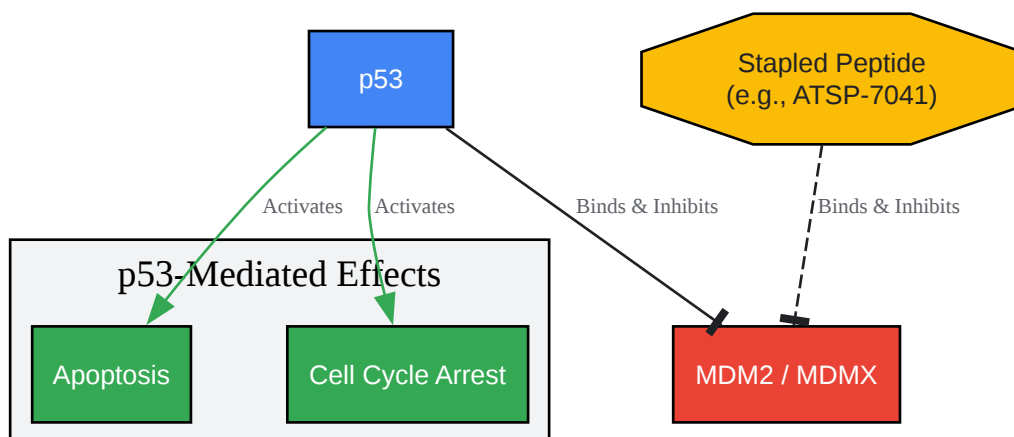 p53
Stapled Peptide
(e.g., ATSP-7041)
Activates
Activates
Binds & Inhibits
Binds & Inhibits
p53-Mediated Effects
Apoptosis
Cell Cycle Arrest
MDM2 / MDMX